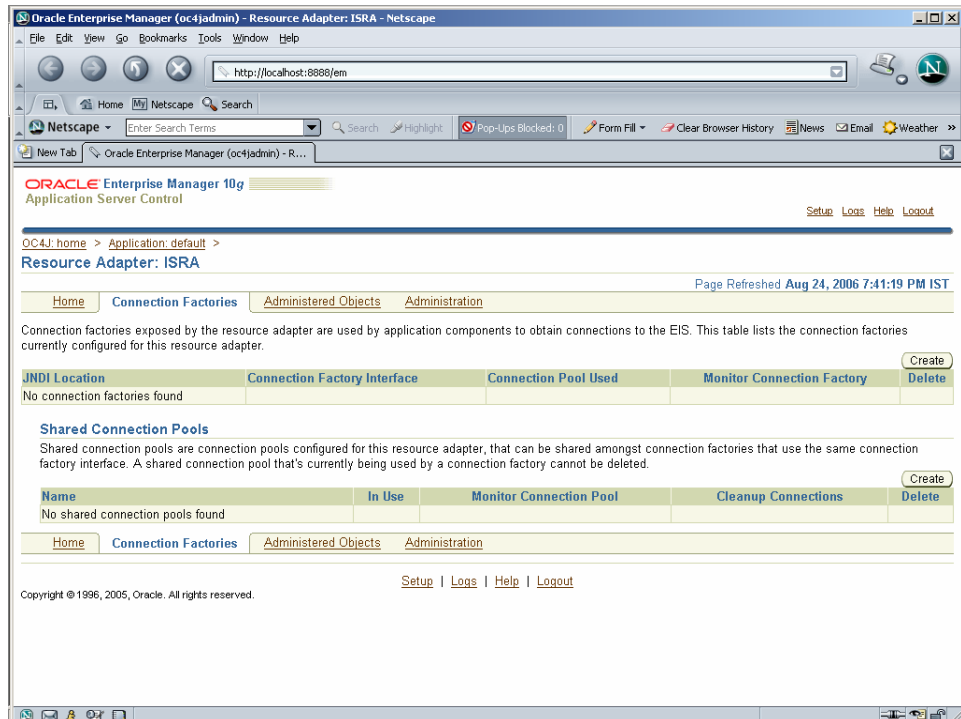 Oracle Enterprise Manager (oc4jadmin) - Resource Adapter: ISRA - Netscape
File Edit View Go Bookmarks Tools Window Help
http://localhost:8888/em
Home My Netscape Search
Netscape Enter Search Terms Search Highlight Pop-Ups Blocked: 0 Form Fill Clear Browser History News Email Weather »
New Tab Oracle Enterprise Manager (oc4jadmin) - R...
ORACLE Enterprise Manager 10g
Application Server Control
Setup Logs Help Logout
OC4J: home > Application: default >
Resource Adapter: ISRA
Page Refreshed Aug 24, 2006 7:41:19 PM IST
Home Connection Factories Administered Objects Administration
Connection factories exposed by the resource adapter are used by application components to obtain connections to the EIS. This table lists the connection factories
currently configured for this resource adapter.
Create
JNDI Location Connection Factory Interface Connection Pool Used Monitor Connection Factory Delete
No connection factories found
Shared Connection Pools
Shared connection pools are connection pools configured for this resource adapter, that can be shared amongst connection factories that use the same connection
factory interface. A shared connection pool that's currently being used by a connection factory cannot be deleted.
Create
Name In Use Monitor Connection Pool Cleanup Connections Delete
No shared connection pools found
Home Connection Factories Administered Objects Administration
Setup | Logs | Help | Logout
Copyright © 1996, 2005, Oracle. All rights reserved.